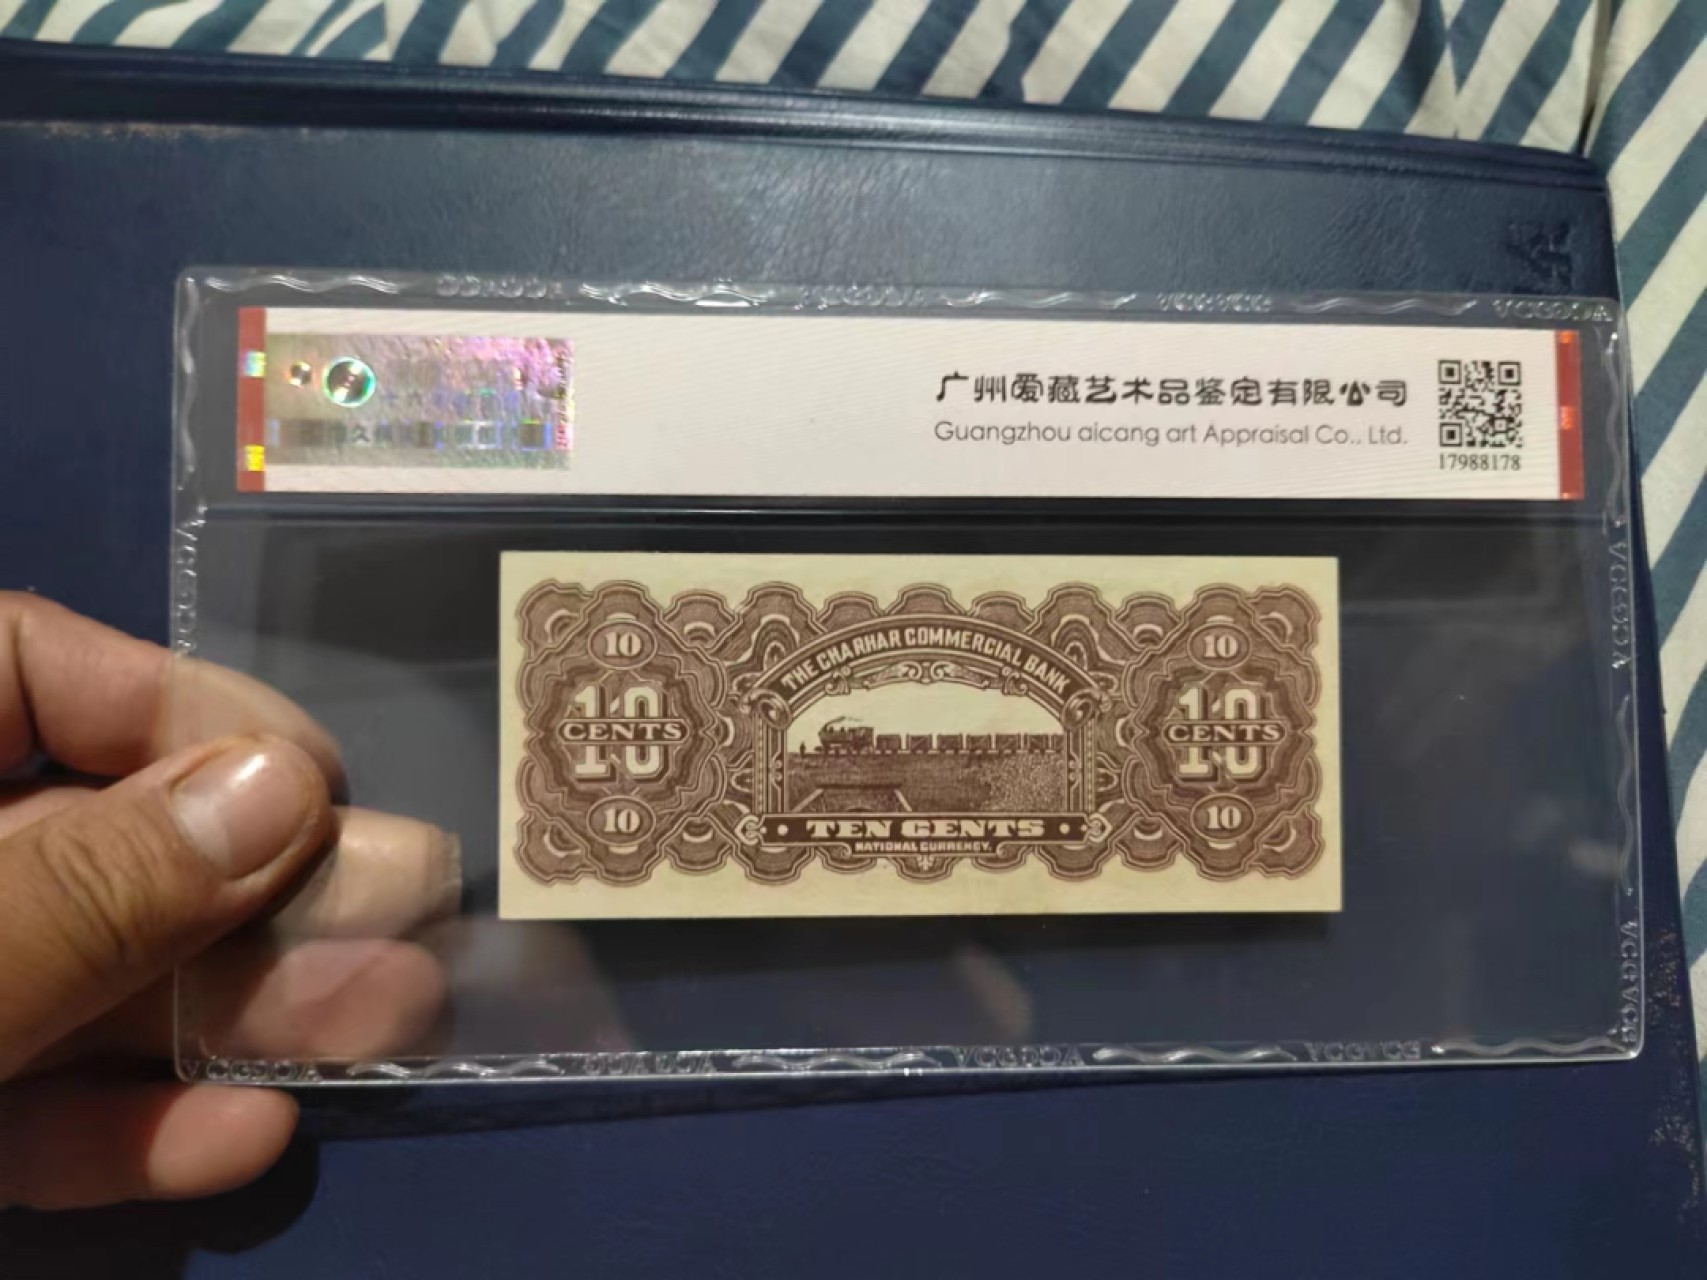 广州爱藏艺术品鉴定有限公司
Guangzhou aicang art Appraisal Co., Ltd.
17988178
THE CHARHAR COMMERCIAL BANK
10
10
10
CENTS
10
CENTS
10
10
TEN CENTS
NATIONAL CURRENCY.